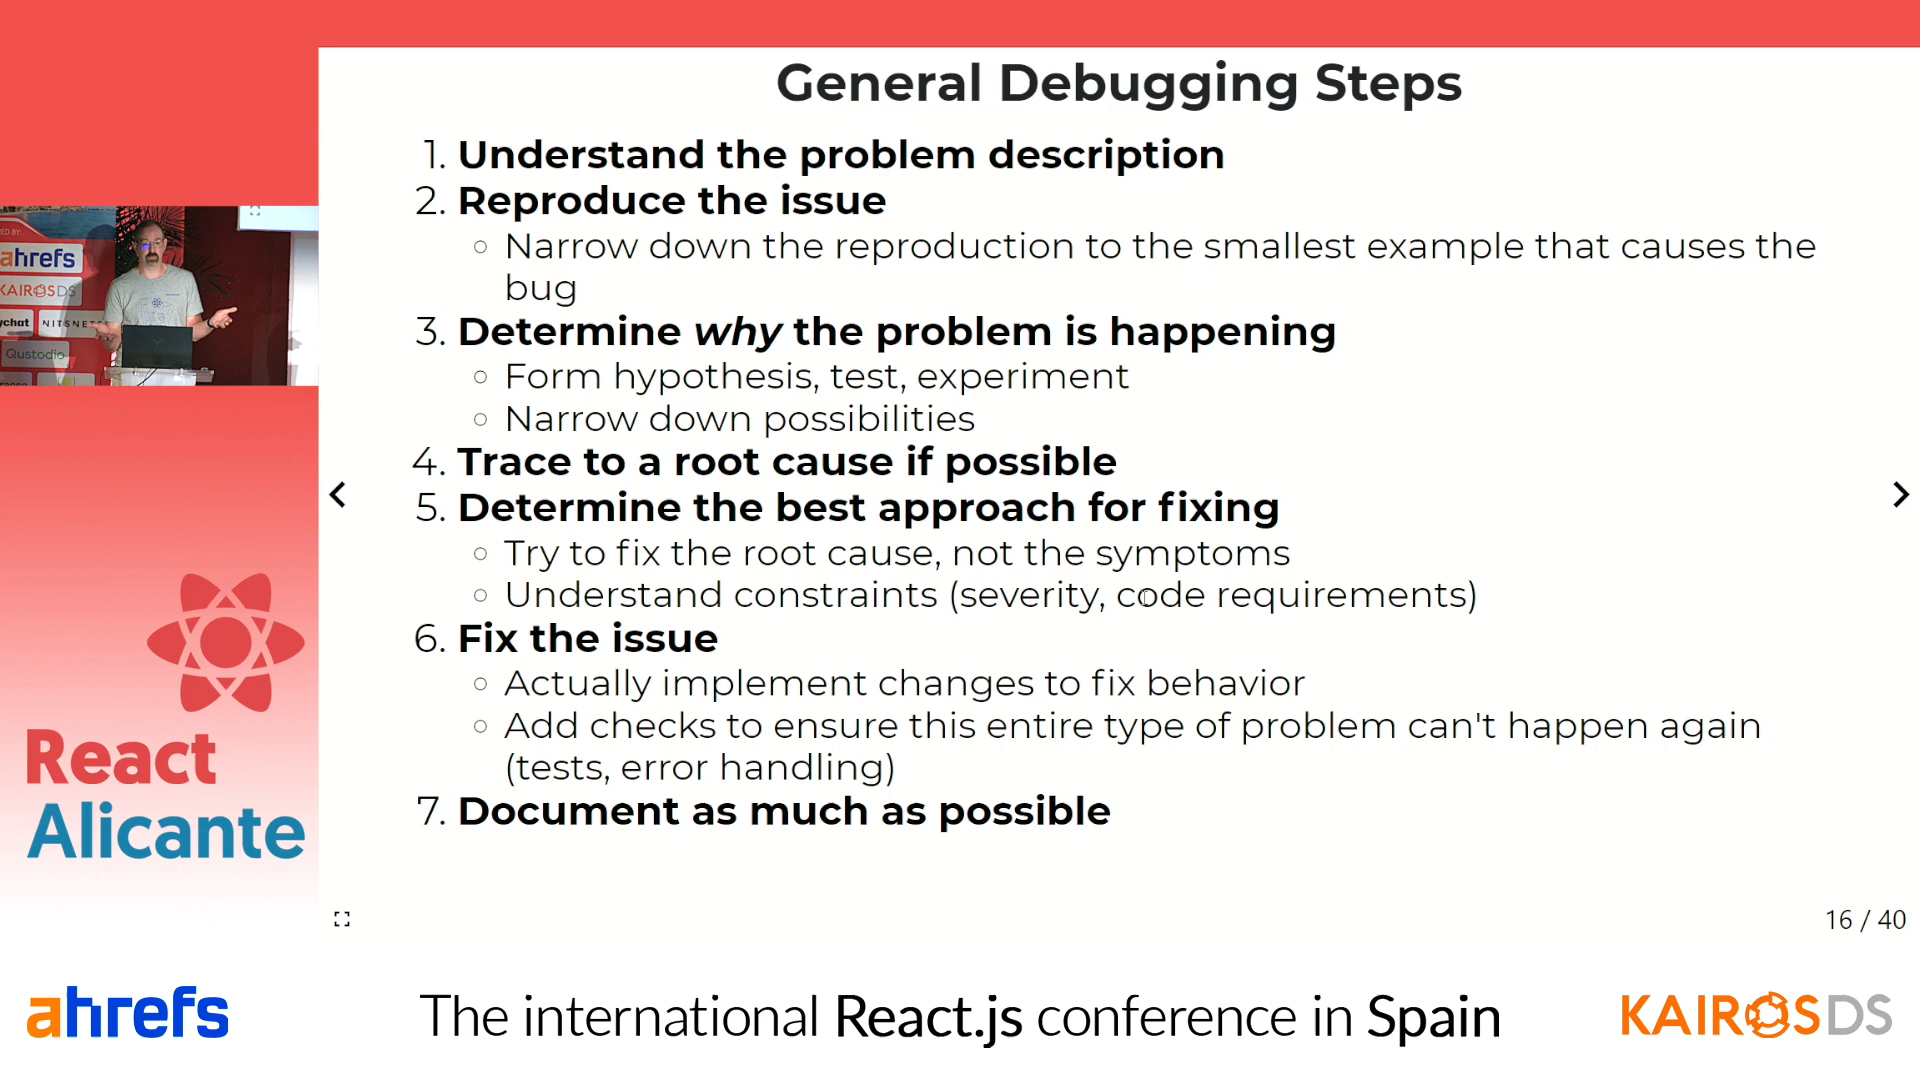 General Debugging Steps
1. Understand the problem description
2. Reproduce the issue
Narrow down the reproduction to the smallest example that causes the
bug
3. Determine why the problem is happening
Form hypothesis, test, experiment
Narrow down possibilities
4. Trace to a root cause if possible
5. Determine the best approach for fixing
Try to fix the root cause, not the symptoms
Understand constraints (severity, code requirements)
6. Fix the issue
Actually implement changes to fix behavior
Add checks to ensure this entire type of problem can't happen again
(tests, error handling)
7. Document as much as possible
16 / 40
ED BY:
ahrefs
KAIROSDS
ychat
NITSNETS
Qustodio
React
Alicante
ahrefs
The international React.js conference in Spain
KAIROSDS